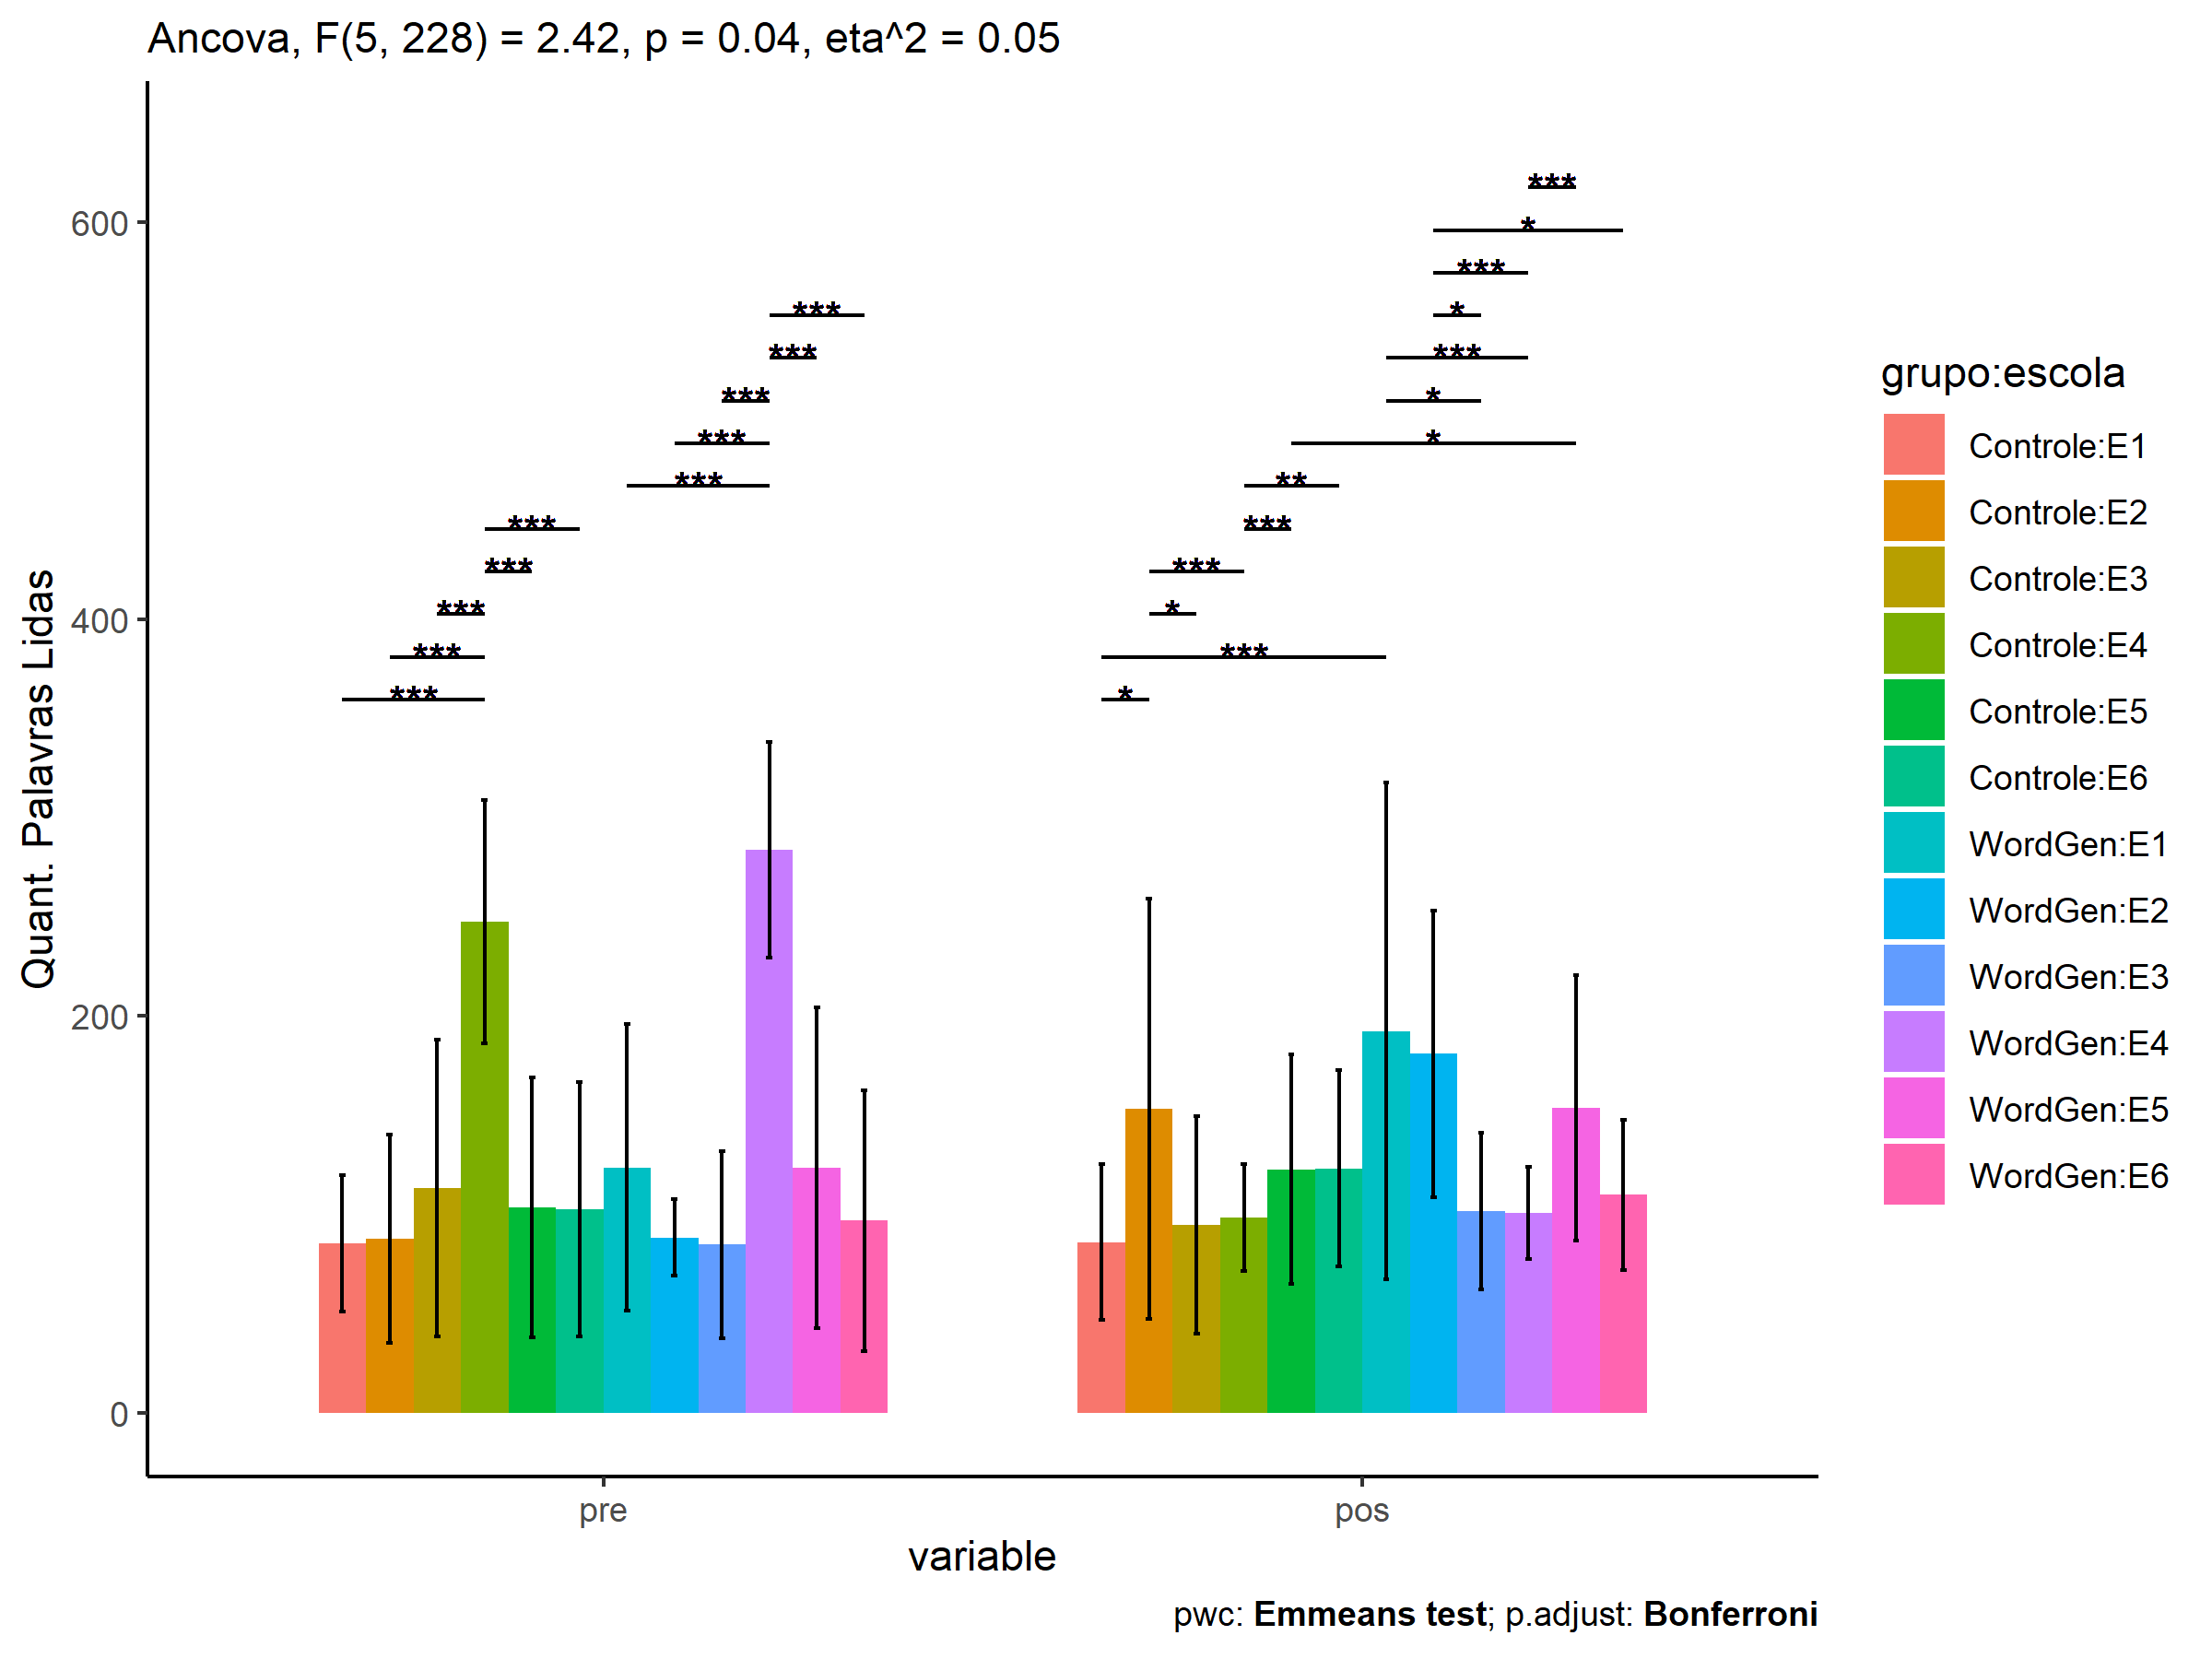 Ancova, F(5, 228) = 2.42, p = 0.04, eta^2 = 0.05
***
*
***
***
*
***
***
***
*
***
*
***
***
**
***
***
***
***
***
*
***
***
***
*
600
400
200
0
Quant. Palavras Lidas
pre
pos
variable
grupo:escola
Controle:E1
Controle:E2
Controle:E3
Controle:E4
Controle:E5
Controle:E6
WordGen:E1
WordGen:E2
WordGen:E3
WordGen:E4
WordGen:E5
WordGen:E6
pwc: Emmeans test; p.adjust: Bonferroni